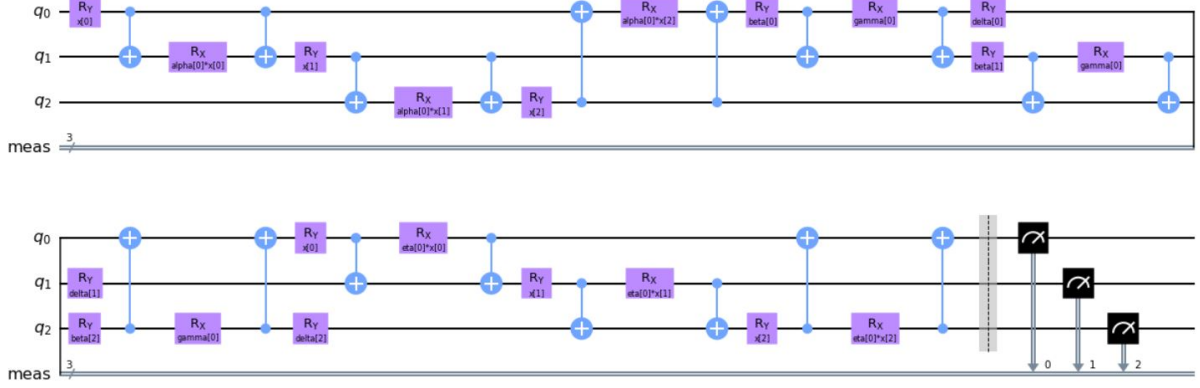 q₀ R_Y R_X R_Y R_X R_Y
x[0] alpha[0]*x[2] beta[0] gamma[0] delta[0]
q₁ R_X R_Y R_Y R_X
alpha[0]*x[0] x[1] beta[1] gamma[0]
q₂ R_X R_Y
alpha[0]*x[1] x[2]
3
meas
q₀ R_Y R_X
x[0] eta[0]*x[0]
q₁ R_Y R_Y R_X
delta[1] x[1] eta[0]*x[1]
q₂ R_Y R_X R_Y R_Y R_X
beta[2] gamma[0] delta[2] x[2] eta[0]*x[2]
3 0 1 2
meas